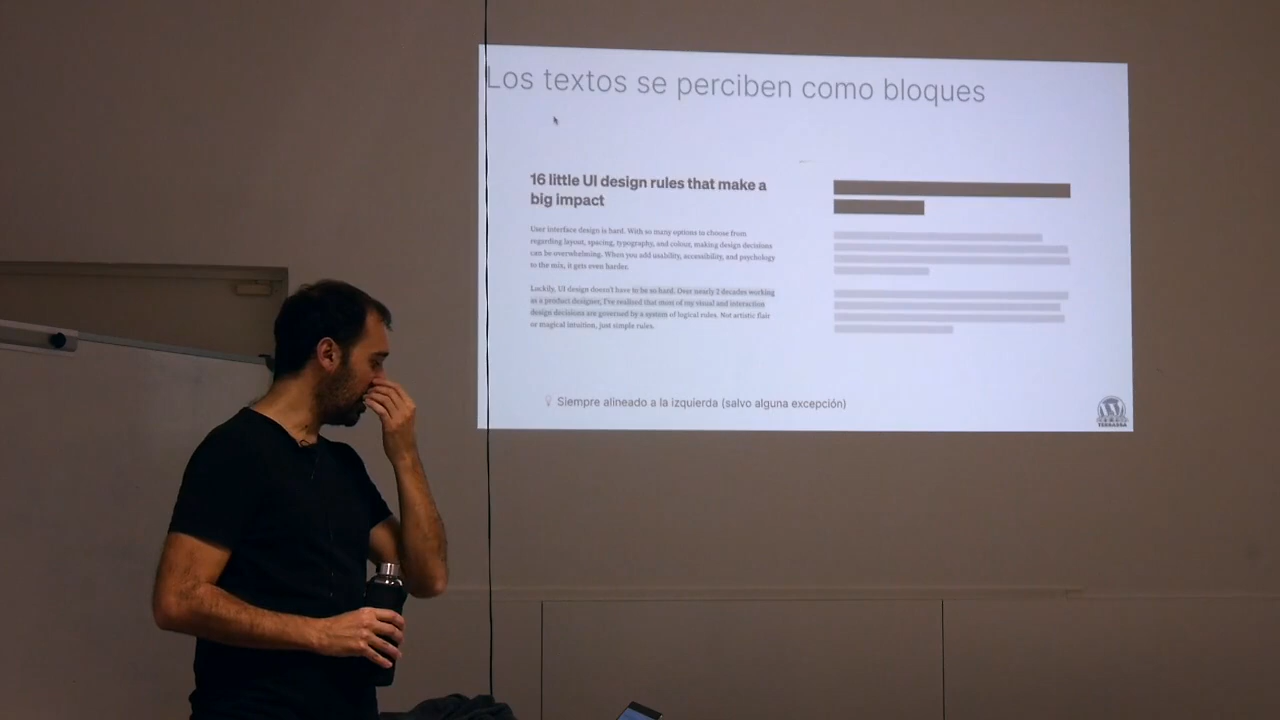 Los textos se perciben como bloques
16 little UI design rules that make a
big impact
User interface design is hard. With so many options to choose from
regarding layout, spacing, typography, and colour, making design decisions
can be overwhelming. When you add usability, accessibility, and psychology
to the mix, it gets even harder.
Luckily, UI design doesn't have to be so hard. Over nearly 2 decades working
as a product designer, I've realised that most of my visual and interaction
design decisions are governed by a system of logical rules. Not artistic flair
or magical intuition, just simple rules.
Siempre alineado a la izquierda (salvo alguna excepción)
TERRASSA